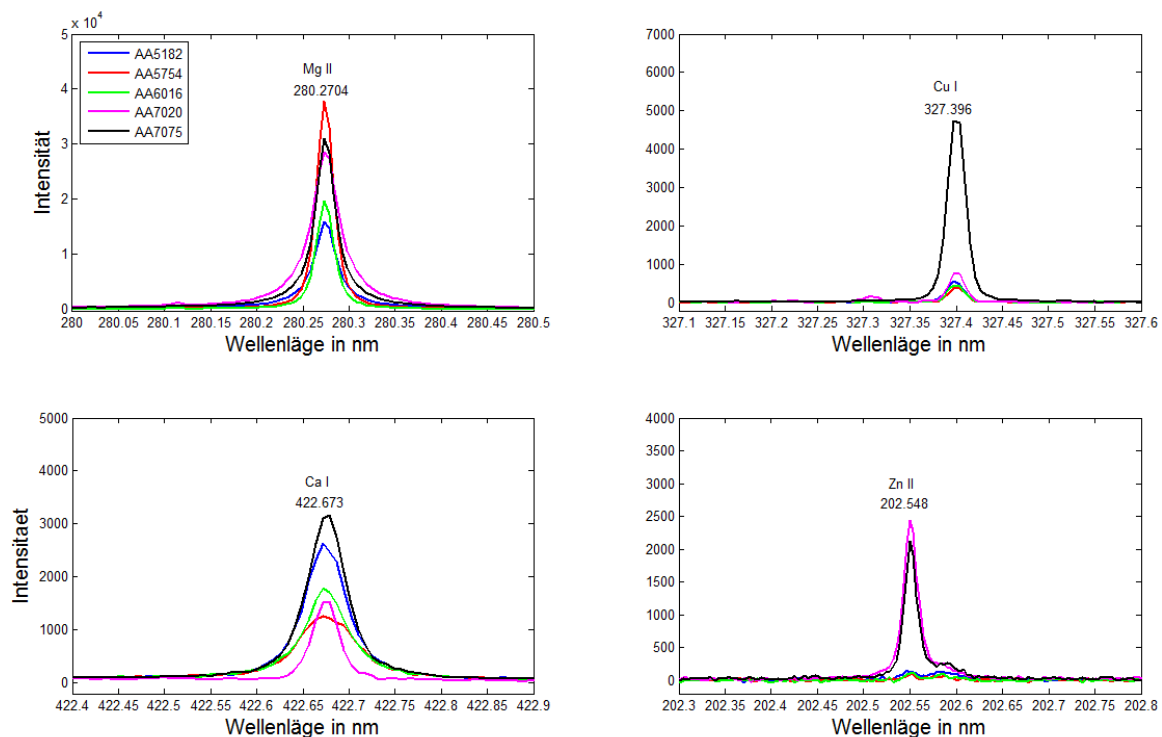 x 10⁴
5
4
3
2
1
0
Intensität
AA5182
AA5754
AA6016
AA7020
AA7075
Mg II
280.2704
280 280.05 280.1 280.15 280.2 280.25 280.3 280.35 280.4 280.45 280.5
Wellenläge in nm
7000
6000
5000
4000
3000
2000
1000
0
Cu I
327.396
327.1 327.15 327.2 327.25 327.3 327.35 327.4 327.45 327.5 327.55 327.6
Wellenläge in nm
5000
4000
3000
2000
1000
0
Intensitaet
Ca I
422.673
422.4 422.45 422.5 422.55 422.6 422.65 422.7 422.75 422.8 422.85 422.9
Wellenläge in nm
4000
3500
3000
2500
2000
1500
1000
500
0
Zn II
202.548
202.3 202.35 202.4 202.45 202.5 202.55 202.6 202.65 202.7 202.75 202.8
Wellenläge in nm